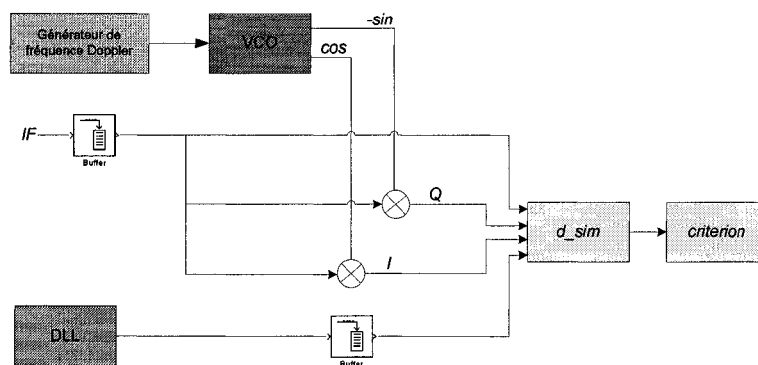 Générateur de
fréquence Doppler
VCO
-sin
cos
IF
Buffer
Q
I
d_sim
criterion
DLL
Buffer